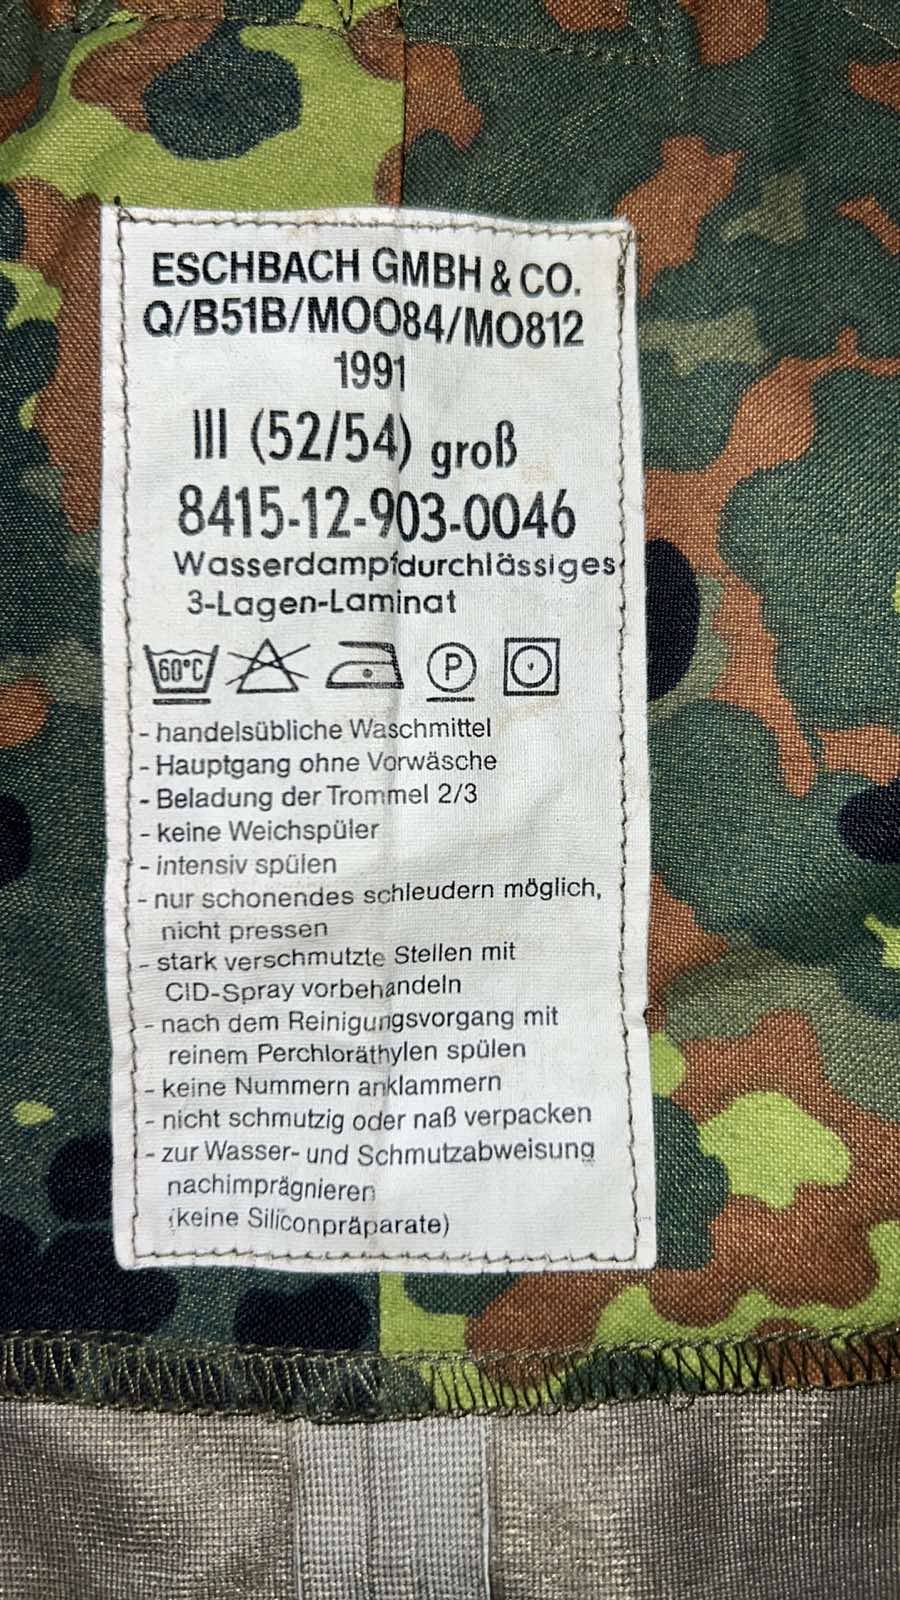 ESCHBACH GMBH & CO.
Q/B51B/MOO84/MO812
1991
III (52/54) groß
8415-12-903-0046
Wasserdampfdurchlässiges
3-Lagen-Laminat
60°C P
- handelsübliche Waschmittel
- Hauptgang ohne Vorwäsche
- Beladung der Trommel 2/3
- keine Weichspüler
- intensiv spülen
- nur schonendes schleudern möglich,
nicht pressen
- stark verschmutzte Stellen mit
CID-Spray vorbehandeln
- nach dem Reinigungsvorgang mit
reinem Perchloräthylen spülen
- keine Nummern anklammern
- nicht schmutzig oder naß verpacken
- zur Wasser- und Schmutzabweisung
nachimprägnieren
(keine Siliconpräparate)